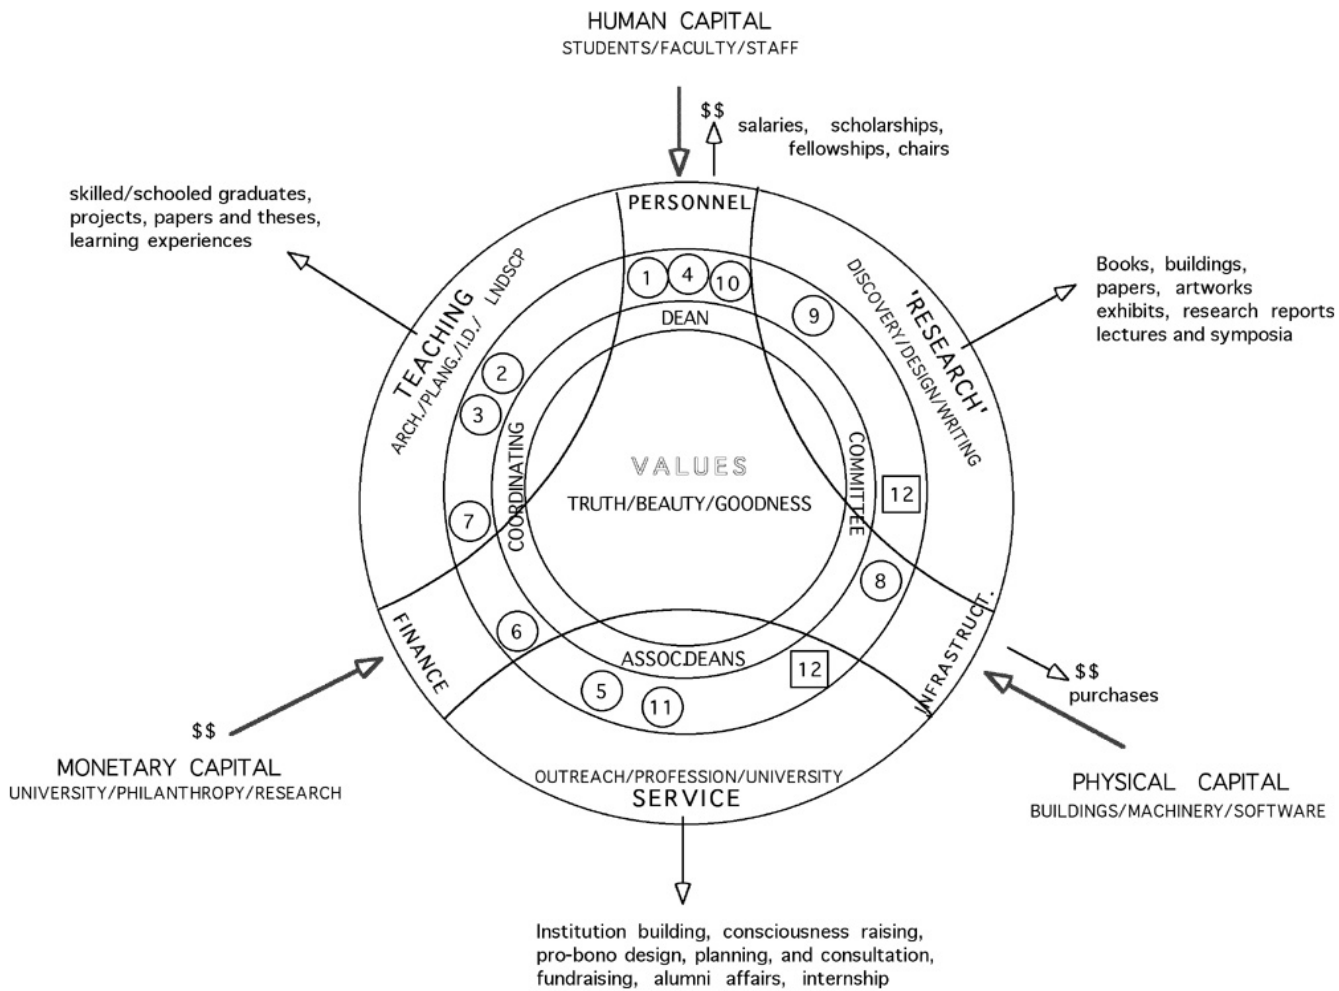 HUMAN CAPITAL
STUDENTS/FACULTY/STAFF
$$
salaries, scholarships,
fellowships, chairs
skilled/schooled graduates,
projects, papers and theses,
learning experiences
PERSONNEL
TEACHING
ARCH./PLANG./I.D./ LNDSCP
'RESEARCH'
DISCOVERY/DESIGN/WRITING
Books, buildings,
papers, artworks
exhibits, research reports
lectures and symposia
1
4
10
9
DEAN
2
3
COORDINATING
COMMITTEE
VALUES
TRUTH/BEAUTY/GOODNESS
12
7
8
FINANCE
INFRASTRUCT.
6
ASSOC.DEANS
12
5
11
$$
purchases
$$
MONETARY CAPITAL
UNIVERSITY/PHILANTHROPY/RESEARCH
OUTREACH/PROFESSION/UNIVERSITY
SERVICE
PHYSICAL CAPITAL
BUILDINGS/MACHINERY/SOFTWARE
Institution building, consciousness raising,
pro-bono design, planning, and consultation,
fundraising, alumni affairs, internship